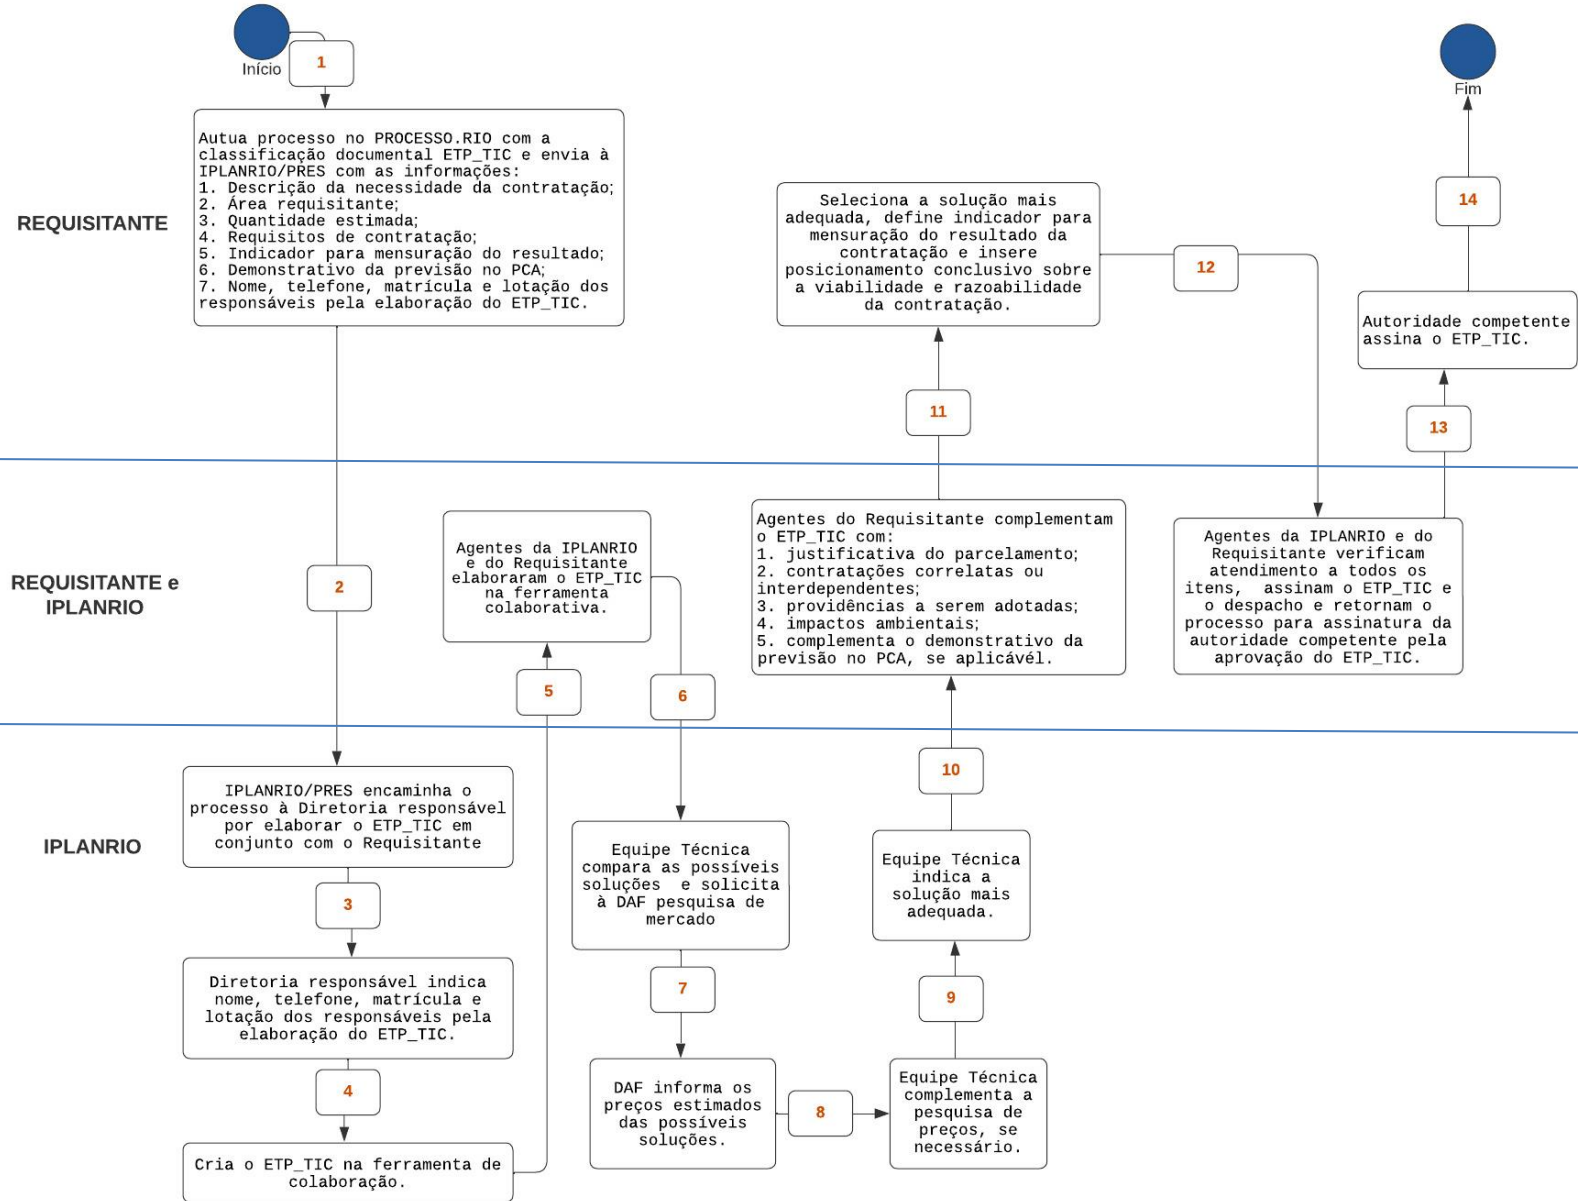 Início
1
Autua processo no PROCESSO.RIO com a
classificação documental ETP_TIC e envia à
IPLANRIO/PRES com as informações:
1. Descrição da necessidade da contratação;
2. Área requisitante;
3. Quantidade estimada;
4. Requisitos de contratação;
5. Indicador para mensuração do resultado;
6. Demonstrativo da previsão no PCA;
7. Nome, telefone, matrícula e lotação dos
responsáveis pela elaboração do ETP_TIC.
REQUISITANTE
2
REQUISITANTE e
IPLANRIO
IPLANRIO/PRES encaminha o
processo à Diretoria responsável
por elaborar o ETP_TIC em
conjunto com o Requisitante
IPLANRIO
3
Diretoria responsável indica
nome, telefone, matrícula e
lotação dos responsáveis pela
elaboração do ETP_TIC.
4
Cria o ETP_TIC na ferramenta de
colaboração.
5
Agentes da IPLANRIO
e do Requisitante
elaboraram o ETP_TIC
na ferramenta
colaborativa.
6
Equipe Técnica
compara as possíveis
soluções e solicita
à DAF pesquisa de
mercado
7
DAF informa os
preços estimados
das possíveis
soluções.
8
Equipe Técnica
complementa a
pesquisa de
preços, se
necessário.
9
Equipe Técnica
indica a
solução mais
adequada.
10
Agentes do Requisitante complementam
o ETP_TIC com:
1. justificativa do parcelamento;
2. contratações correlatas ou
interdependentes;
3. providências a serem adotadas;
4. impactos ambientais;
5. complementa o demonstrativo da
previsão no PCA, se aplicávél.
11
Seleciona a solução mais
adequada, define indicador para
mensuração do resultado da
contratação e insere
posicionamento conclusivo sobre
a viabilidade e razoabilidade
da contratação.
12
Agentes da IPLANRIO e do
Requisitante verificam
atendimento a todos os
itens, assinam o ETP_TIC e
o despacho e retornam o
processo para assinatura da
autoridade competente pela
aprovação do ETP_TIC.
13
Autoridade competente
assina o ETP_TIC.
14
Fim